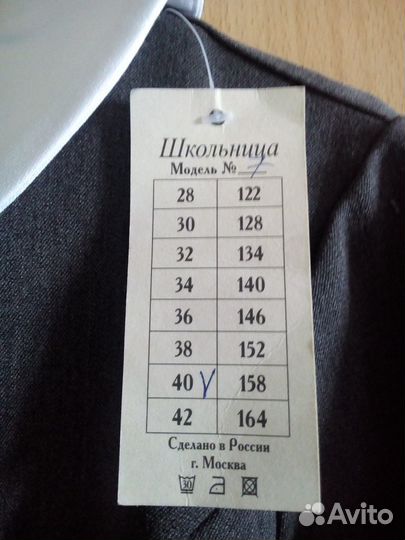 Школьница
Модель № 7
28 122
30 128
32 134
34 140
36 146
38 152
40 V 158
42 164
Сделано в России
г. Москва
30
Avito